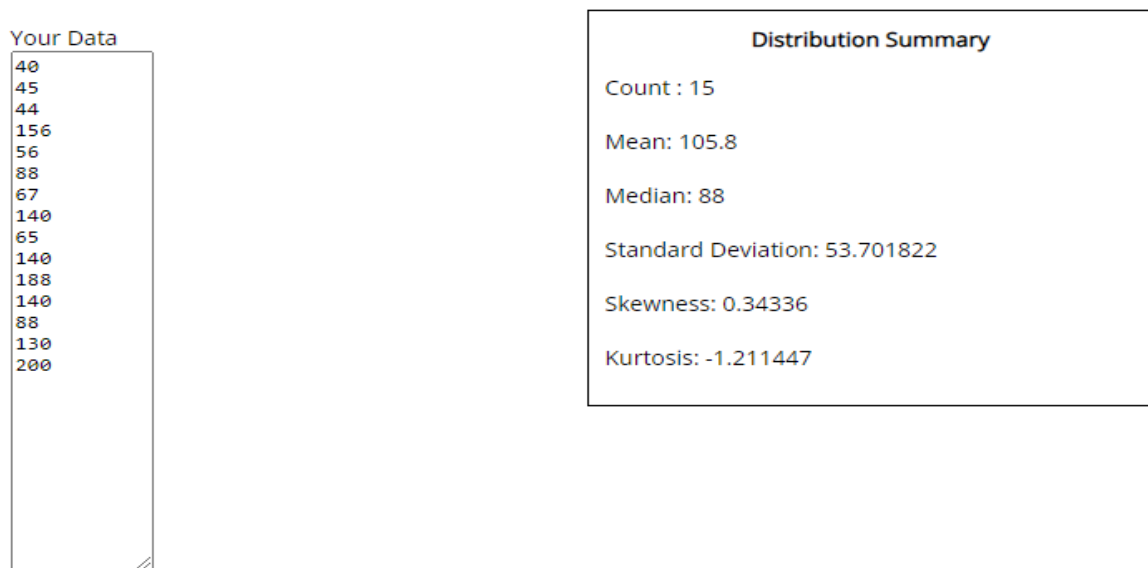 Your Data
40
45
44
156
56
88
67
140
65
140
188
140
88
130
200
Distribution Summary
Count : 15
Mean: 105.8
Median: 88
Standard Deviation: 53.701822
Skewness: 0.34336
Kurtosis: -1.211447